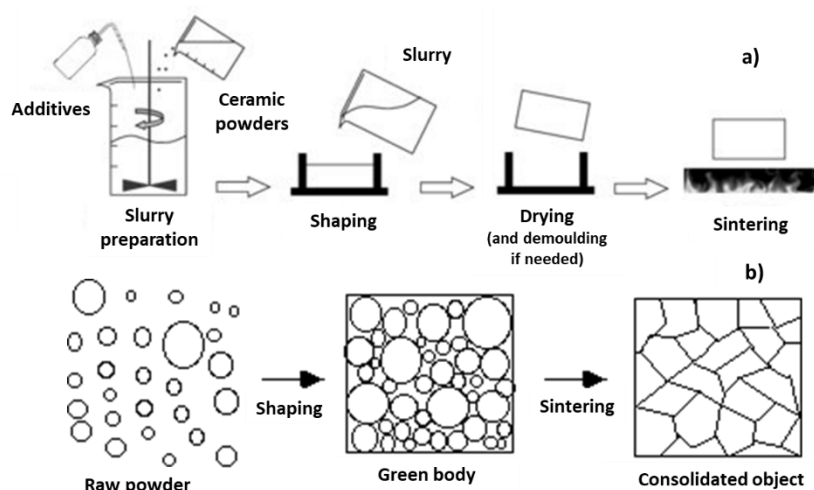 Slurry
a)
Additives
Ceramic
powders
Slurry
preparation
Shaping
Drying
(and demoulding
if needed)
Sintering
b)
Shaping
Sintering
Raw powder
Green body
Consolidated object